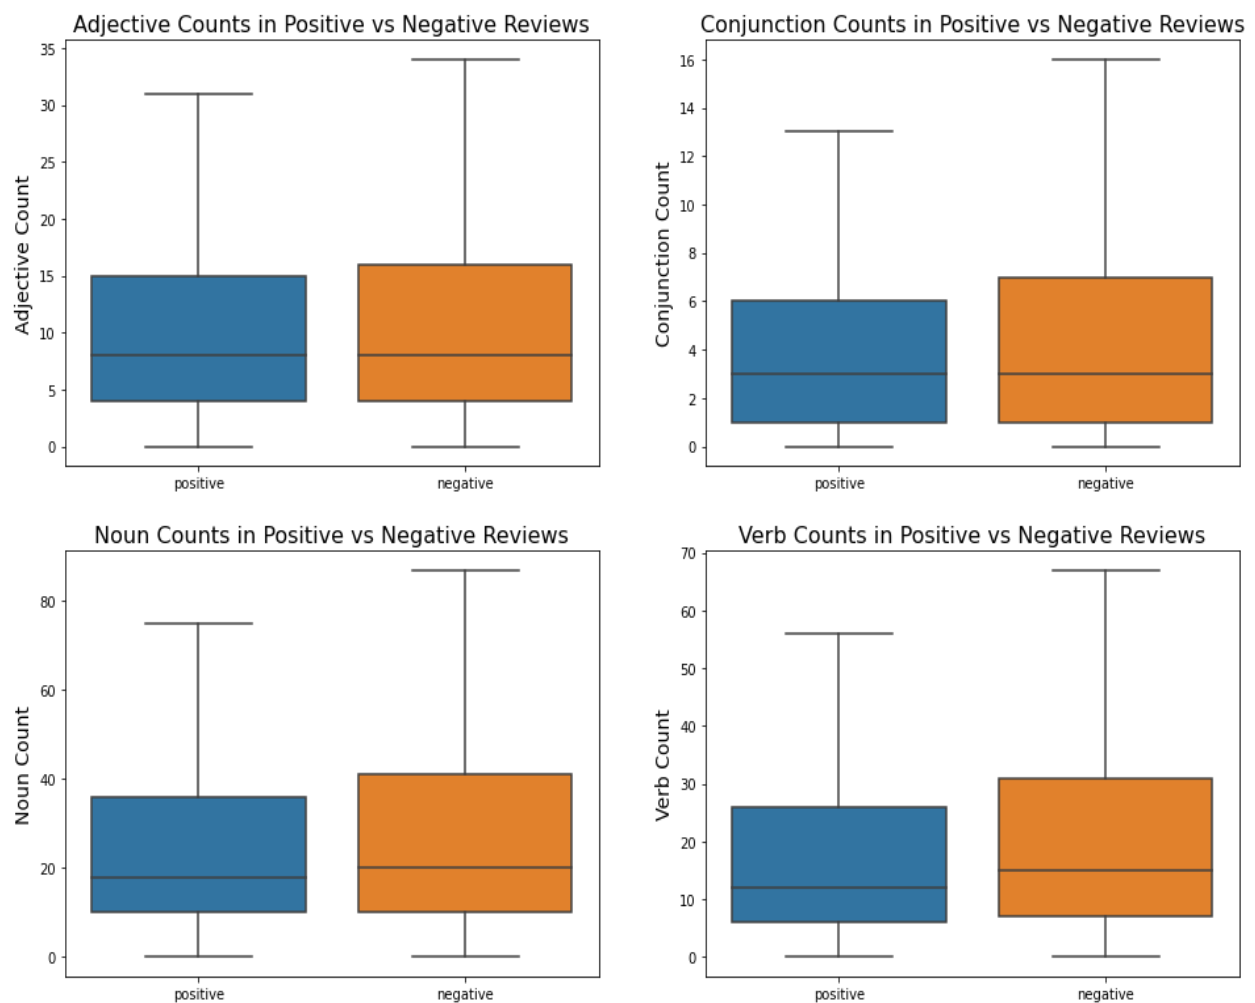 Adjective Counts in Positive vs Negative Reviews
35
30
25
20
15
10
5
0
Adjective Count
positive
negative
Conjunction Counts in Positive vs Negative Reviews
16
14
12
10
8
6
4
2
0
Conjunction Count
positive
negative
Noun Counts in Positive vs Negative Reviews
80
60
40
20
0
Noun Count
positive
negative
Verb Counts in Positive vs Negative Reviews
70
60
50
40
30
20
10
0
Verb Count
positive
negative